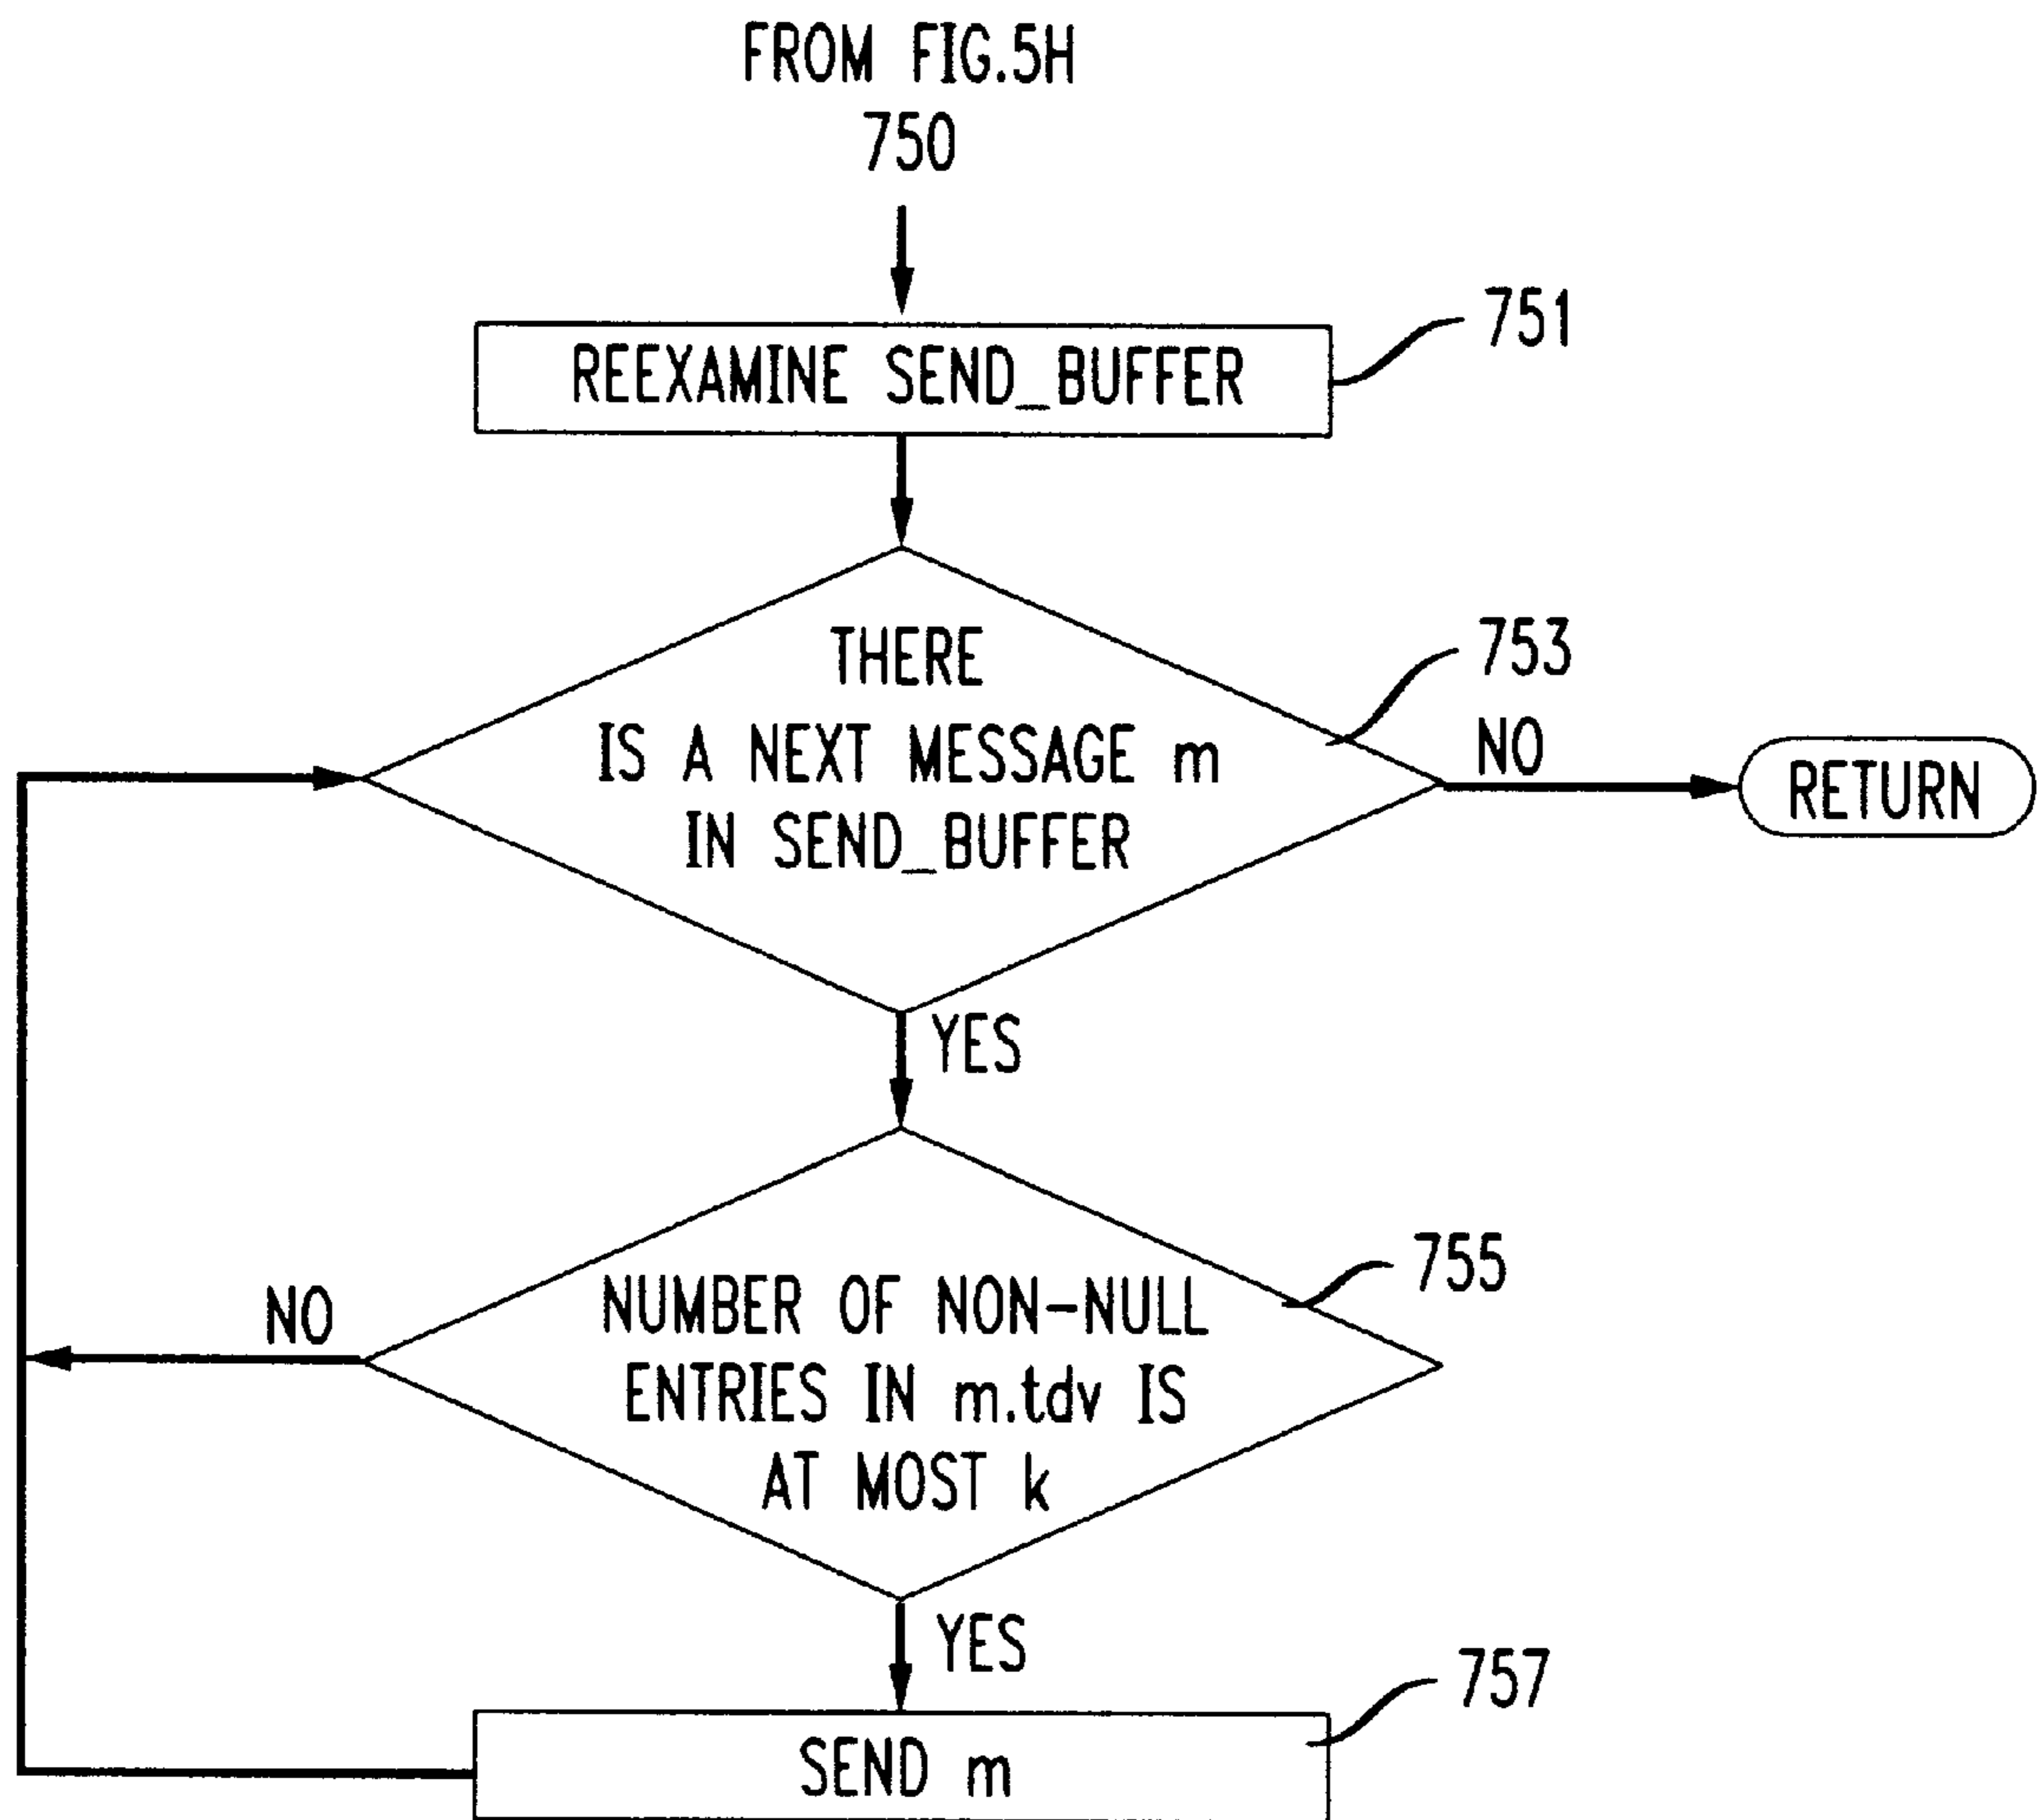 FROM FIG.5H
750
REEXAMINE SEND_BUFFER
751
THERE
IS A NEXT MESSAGE m
IN SEND_BUFFER
753
NO
RETURN
YES
NUMBER OF NON-NULL
ENTRIES IN m.tdv IS
AT MOST k
755
NO
YES
SEND m
757